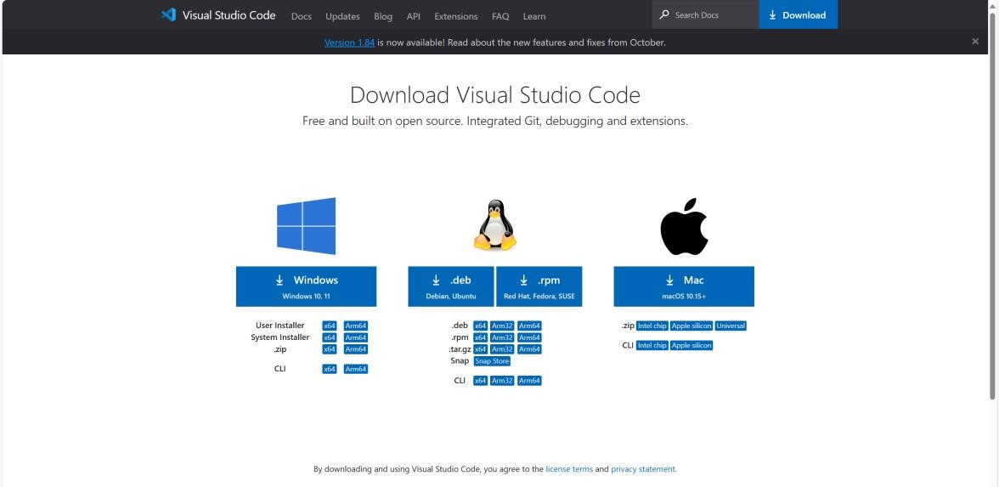 Visual Studio Code Docs Updates Blog API Extensions FAQ Learn Search Docs Download
Version 1.84 is now available! Read about the new features and fixes from October.
Download Visual Studio Code
Free and built on open source. Integrated Git, debugging and extensions.
Windows
Windows 10, 11
User Installer x64 Arm64
System Installer x64 Arm64
.zip x64 Arm64
CLI x64 Arm64
.deb
Debian, Ubuntu
.rpm
Red Hat, Fedora, SUSE
.deb x64 Arm32 Arm64
.rpm x64 Arm32 Arm64
.tar.gz x64 Arm32 Arm64
Snap Snap Store
CLI x64 Arm32 Arm64
Mac
macOS 10.15+
.zip Intel chip Apple silicon Universal
CLI Intel chip Apple silicon
By downloading and using Visual Studio Code, you agree to the license terms and privacy statement.